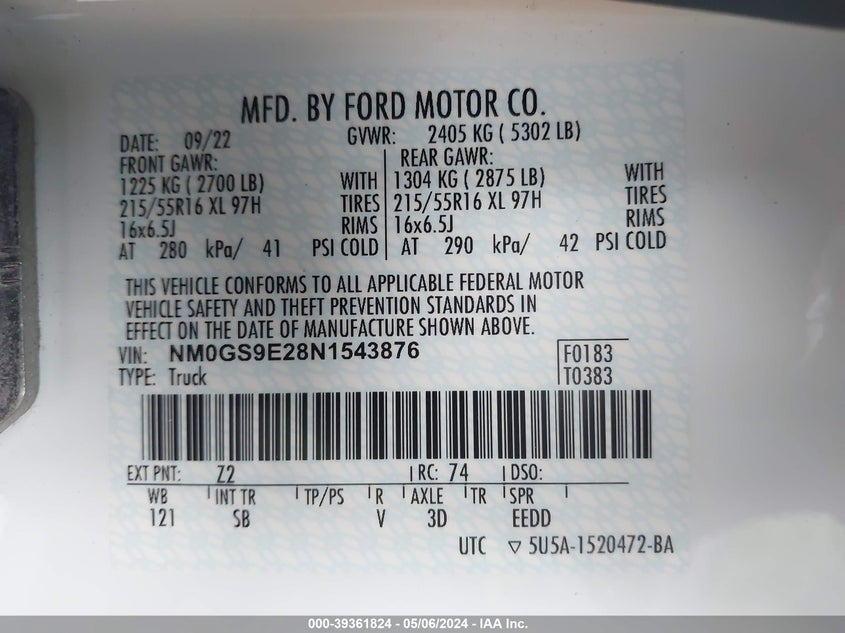 MFD. BY FORD MOTOR CO.
DATE: 09/22 GVWR: 2405 KG ( 5302 LB)
FRONT GAWR: REAR GAWR:
1225 KG ( 2700 LB) WITH 1304 KG ( 2875 LB) WITH
215/55R16 XL 97H TIRES 215/55R16 XL 97H TIRES
16x6.5J RIMS 16x6.5J RIMS
AT 280 kPa/ 41 PSI COLD AT 290 kPa/ 42 PSI COLD
THIS VEHICLE CONFORMS TO ALL APPLICABLE FEDERAL MOTOR
VEHICLE SAFETY AND THEFT PREVENTION STANDARDS IN
EFFECT ON THE DATE OF MANUFACTURE SHOWN ABOVE.
VIN: NM0GS9E28N1543876 F0183
TYPE: Truck T0383
EXT PNT: Z2 RC: 74 DSO:
WB INT TR TP/PS R AXLE TR SPR
121 SB V 3D EEDD
UTC ▽ 5U5A-1520472-BA
000-39361824 - 05/06/2024 - IAA Inc.